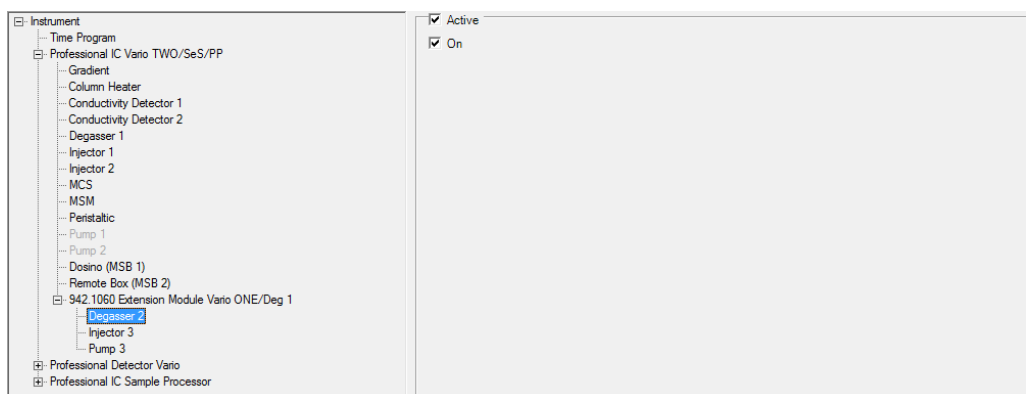 Instrument
Time Program
Professional IC Vario TWO/SeS/PP
Gradient
Column Heater
Conductivity Detector 1
Conductivity Detector 2
Degasser 1
Injector 1
Injector 2
MCS
MSM
Peristaltic
Pump 1
Pump 2
Dosino (MSB 1)
Remote Box (MSB 2)
942.1060 Extension Module Vario ONE/Deg 1
Degasser 2
Injector 3
Pump 3
Professional Detector Vario
Professional IC Sample Processor
Active
On